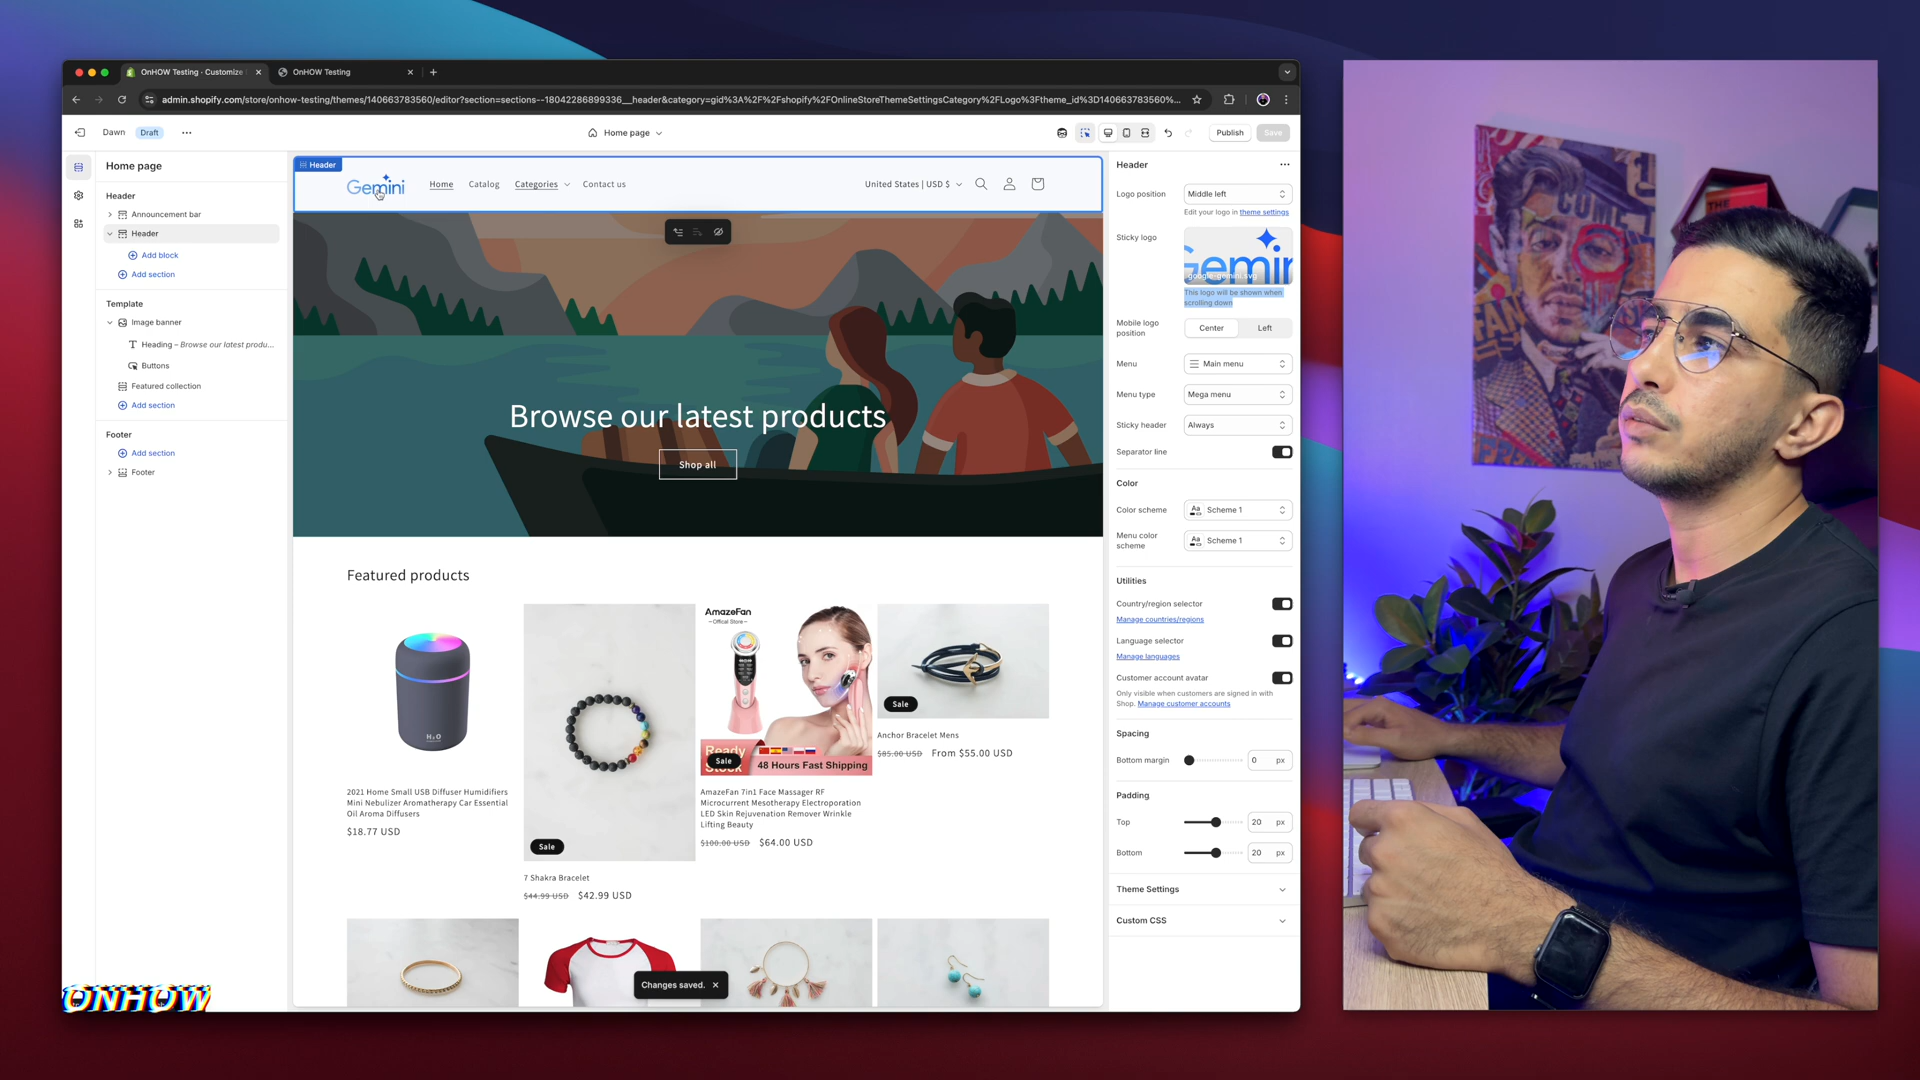 OnHOW Testing · Customize
OnHOW Testing
admin.shopify.com/store/onhow-testing/themes/140663783560/editor?section=sections--18042286899336__header&category=gid%3A%2F%2Fshopify%2FOnlineStoreThemeSettingsCategory%2FLogo%3Ftheme_id%3D140663783560%...
Dawn
Draft
Home page
Publish
Save
Home page
Header
Announcement bar
Header
Add block
Add section
Template
Image banner
Heading – Browse our latest produ...
Buttons
Featured collection
Add section
Footer
Add section
Footer
Header
Gemini
Home
Catalog
Categories
Contact us
United States | USD $
Browse our latest products
Shop all
Featured products
H₂O
2021 Home Small USB Diffuser Humidifiers
Mini Nebulizer Aromatherapy Car Essential
Oil Aroma Diffusers
$18.77 USD
Sale
7 Shakra Bracelet
$44.99 USD $42.99 USD
AmazeFan
Offical Store
Ready
Stock
Sale
48 Hours Fast Shipping
AmazeFan 7in1 Face Massager RF
Microcurrent Mesotherapy Electroporation
LED Skin Rejuvenation Remover Wrinkle
Lifting Beauty
$100.00 USD $64.00 USD
Sale
Anchor Bracelet Mens
$85.00 USD From $55.00 USD
Changes saved.
Header
Logo position
Middle left
Edit your logo in theme settings
Sticky logo
Gemin
google-gemini.svg
This logo will be shown when
scrolling down
Mobile logo
position
Center
Left
Menu
Main menu
Menu type
Mega menu
Sticky header
Always
Separator line
Color
Color scheme
Aa
Scheme 1
Menu color
scheme
Aa
Scheme 1
Utilities
Country/region selector
Manage countries/regions
Language selector
Manage languages
Customer account avatar
Only visible when customers are signed in with
Shop. Manage customer accounts
Spacing
Bottom margin
0 px
Padding
Top
20 px
Bottom
20 px
Theme Settings
Custom CSS
ONHOW